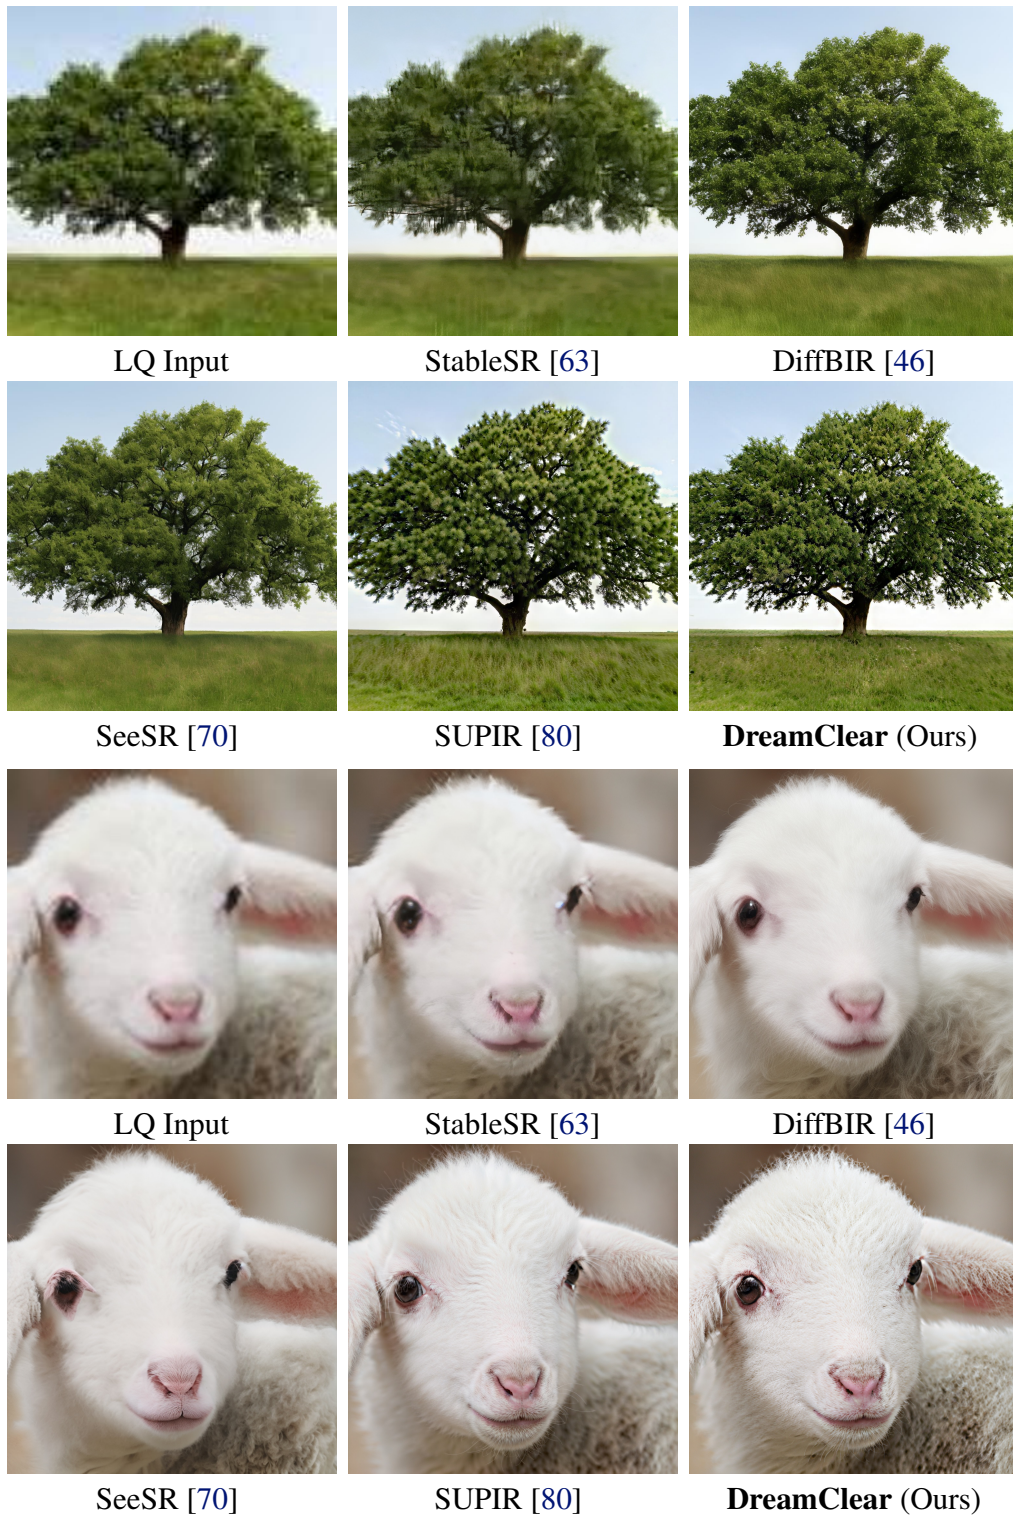 LQ Input
StableSR [63]
DiffBIR [46]
SeeSR [70]
SUPIR [80]
DreamClear (Ours)
LQ Input
StableSR [63]
DiffBIR [46]
SeeSR [70]
SUPIR [80]
DreamClear (Ours)